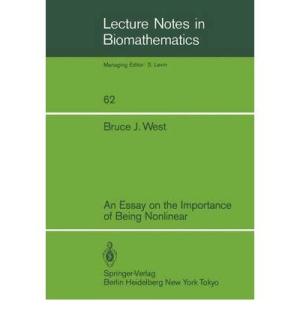 Lecture Notes in
Biomathematics
Managing Editor: S. Levin
62
Bruce J. West
An Essay on the Importance
of Being Nonlinear
Springer-Verlag
Berlin Heidelberg New York Tokyo